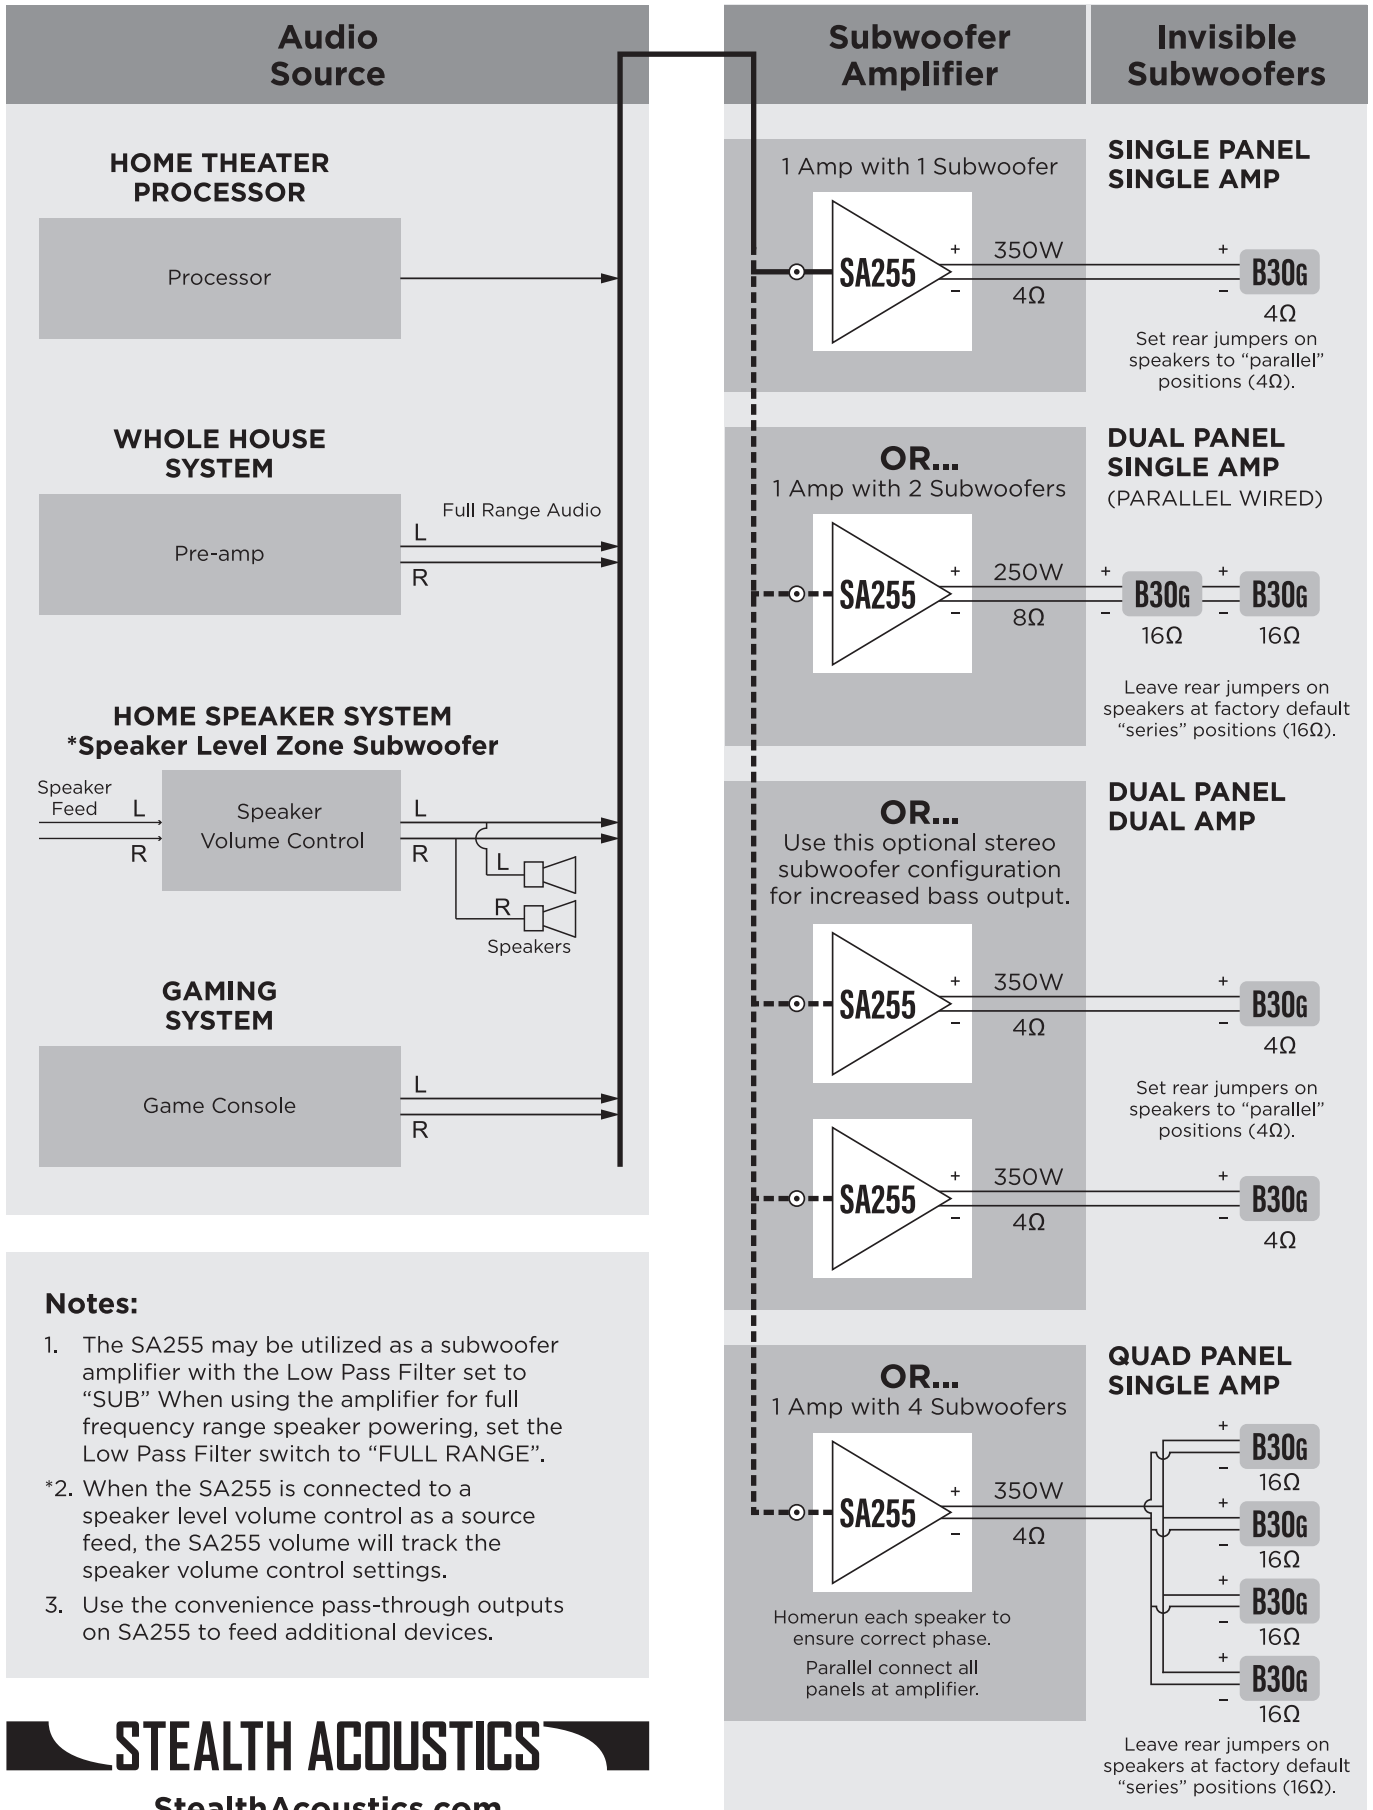 Audio
Source
HOME THEATER
PROCESSOR
Processor
WHOLE HOUSE
SYSTEM
Full Range Audio
L
Pre-amp
R
HOME SPEAKER SYSTEM
*Speaker Level Zone Subwoofer
Speaker
Feed
L
R
Speaker
Volume Control
L
R
L
R
Speakers
GAMING
SYSTEM
Game Console
L
R
Notes:
1. The SA255 may be utilized as a subwoofer
amplifier with the Low Pass Filter set to
“SUB” When using the amplifier for full
frequency range speaker powering, set the
Low Pass Filter switch to “FULL RANGE”.
*2. When the SA255 is connected to a
speaker level volume control as a source
feed, the SA255 volume will track the
speaker volume control settings.
3. Use the convenience pass-through outputs
on SA255 to feed additional devices.
STEALTH ACOUSTICS
StealthAcoustics.com
Subwoofer
Amplifier
Invisible
Subwoofers
1 Amp with 1 Subwoofer
SINGLE PANEL
SINGLE AMP
SA255
+ 350W
− 4Ω
+
−
B30G
4Ω
Set rear jumpers on
speakers to “parallel”
positions (4Ω).
OR...
1 Amp with 2 Subwoofers
DUAL PANEL
SINGLE AMP
(PARALLEL WIRED)
SA255
+ 250W
− 8Ω
+
−
B30G
16Ω
+
−
B30G
16Ω
Leave rear jumpers on
speakers at factory default
“series” positions (16Ω).
OR...
Use this optional stereo
subwoofer configuration
for increased bass output.
DUAL PANEL
DUAL AMP
SA255
+ 350W
− 4Ω
+
−
B30G
4Ω
Set rear jumpers on
speakers to “parallel”
positions (4Ω).
SA255
+ 350W
− 4Ω
+
−
B30G
4Ω
OR...
1 Amp with 4 Subwoofers
QUAD PANEL
SINGLE AMP
SA255
+ 350W
− 4Ω
+
−
B30G
16Ω
+
−
B30G
16Ω
+
−
B30G
16Ω
+
−
B30G
16Ω
Homerun each speaker to
ensure correct phase.
Parallel connect all
panels at amplifier.
Leave rear jumpers on
speakers at factory default
“series” positions (16Ω).